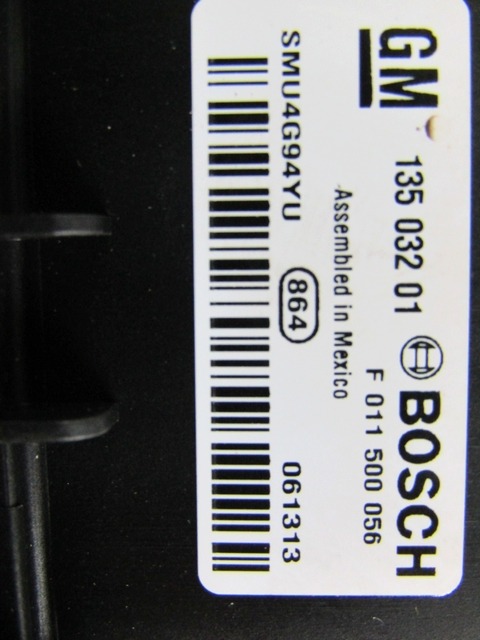 GM 135 032 01 BOSCH
F 011 500 056
Assembled in Mexico
SMU4G94YU 864 061313